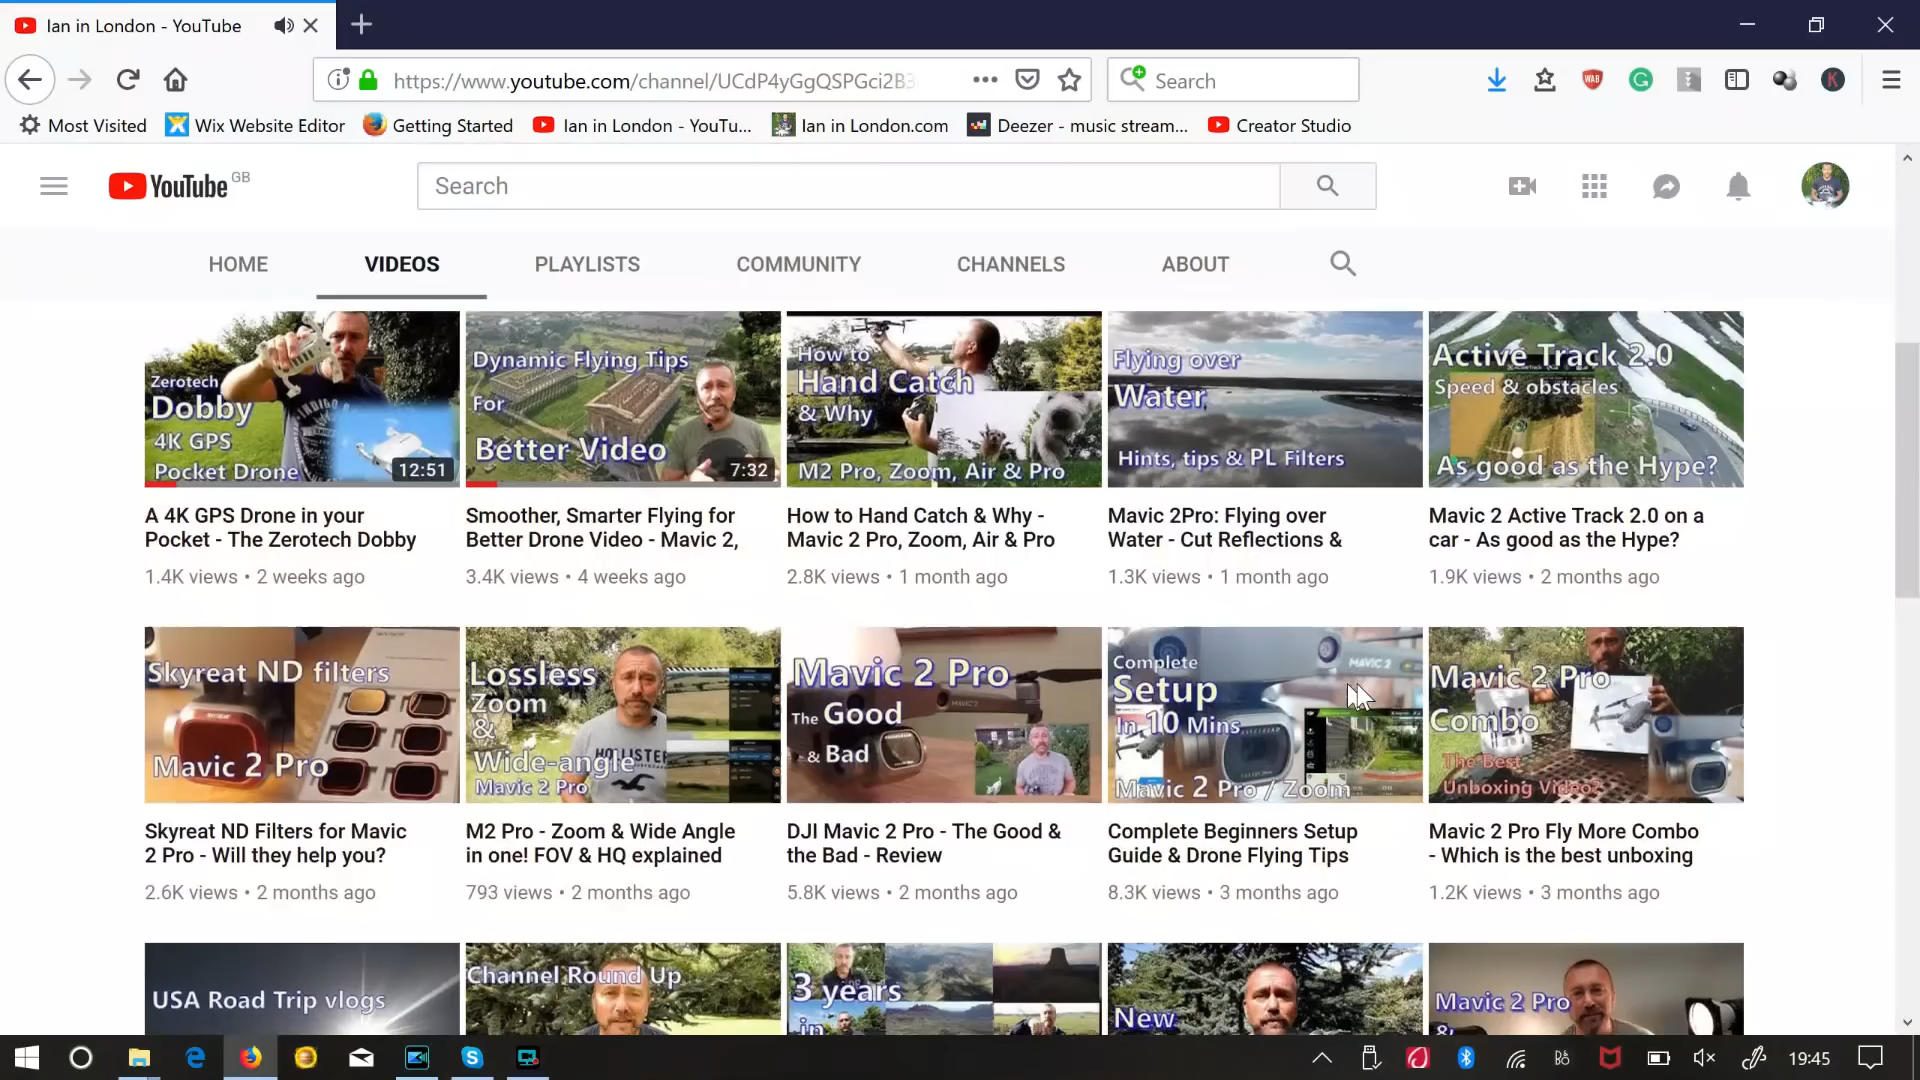 Ian in London - YouTube
https://www.youtube.com/channel/UCdP4yGgQSPGci2B3
Search
Most Visited
Wix Website Editor
Getting Started
Ian in London - YouTu...
Ian in London.com
Deezer - music stream...
Creator Studio
YouTube GB
Search
HOME
VIDEOS
PLAYLISTS
COMMUNITY
CHANNELS
ABOUT
Zerotech
Dobby
4K GPS
Pocket Drone
12:51
Dynamic Flying Tips
For
Better Video
7:32
How to
Hand Catch
& Why
M2 Pro, Zoom, Air & Pro
Flying over
Water
Hints, tips & PL Filters
Active Track 2.0
Speed & obstacles
As good as the Hype?
A 4K GPS Drone in your
Pocket - The Zerotech Dobby
1.4K views • 2 weeks ago
Smoother, Smarter Flying for
Better Drone Video - Mavic 2,
3.4K views • 4 weeks ago
How to Hand Catch & Why -
Mavic 2 Pro, Zoom, Air & Pro
2.8K views • 1 month ago
Mavic 2Pro: Flying over
Water - Cut Reflections &
1.3K views • 1 month ago
Mavic 2 Active Track 2.0 on a
car - As good as the Hype?
1.9K views • 2 months ago
Skyreat ND filters
Mavic 2 Pro
Lossless
Zoom
&
Wide-angle
Mavic 2 Pro
HOLLISTER
Mavic 2 Pro
The Good
& Bad
Complete
Setup
In 10 Mins
Mavic 2 Pro / Zoom
MAVIC 2
Mavic 2 Pro
Combo
The Best
Unboxing Video?
Skyreat ND Filters for Mavic
2 Pro - Will they help you?
2.6K views • 2 months ago
M2 Pro - Zoom & Wide Angle
in one! FOV & HQ explained
793 views • 2 months ago
DJI Mavic 2 Pro - The Good &
the Bad - Review
5.8K views • 2 months ago
Complete Beginners Setup
Guide & Drone Flying Tips
8.3K views • 3 months ago
Mavic 2 Pro Fly More Combo
- Which is the best unboxing
1.2K views • 3 months ago
USA Road Trip vlogs
Channel Round Up
3 years
in
New
Mavic 2 Pro
&
19:45